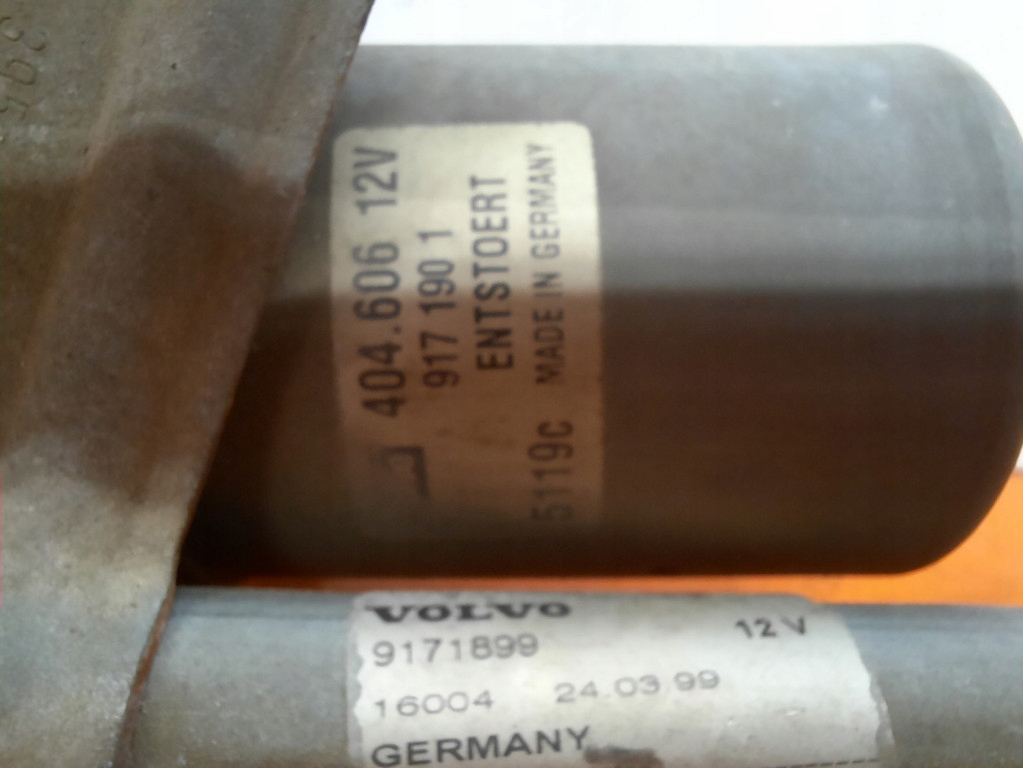 404.606 12V
917 190 1
ENTSTOERT
5119c MADE IN GERMANY
VOLVO
9171899 12 V
16004 24.03.99
GERMANY